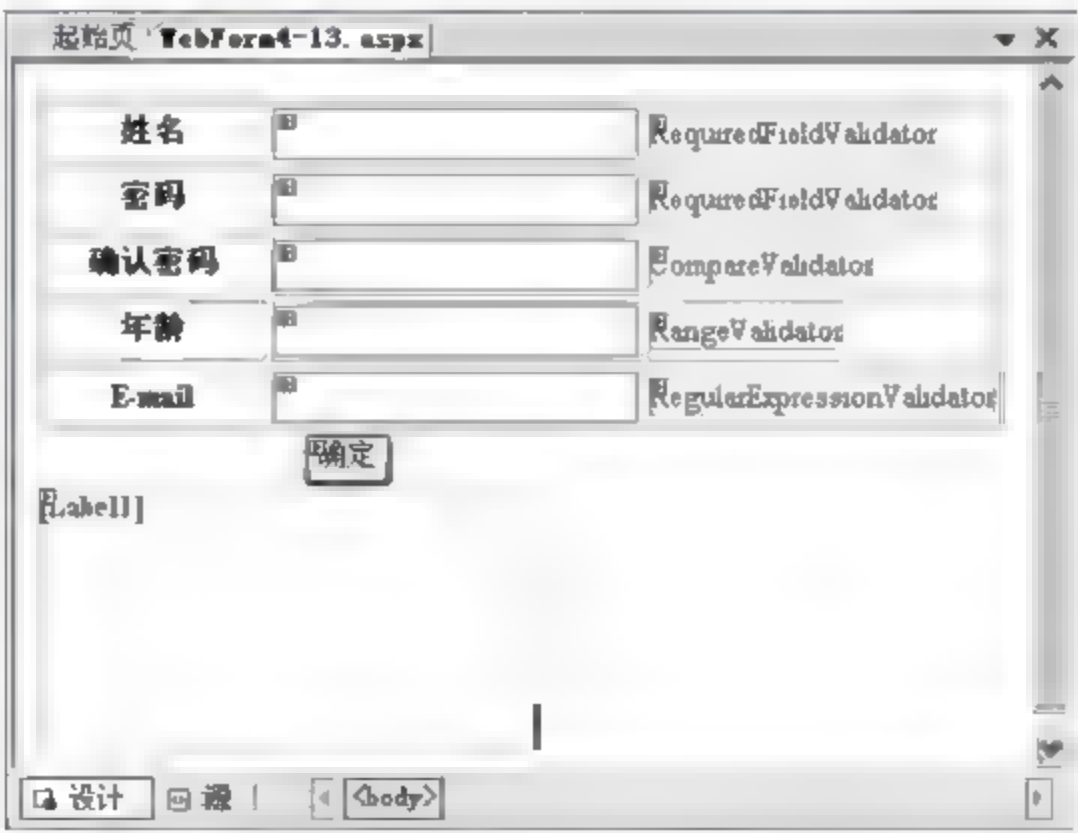 起始页 WebForm4-13.aspx
姓名 RequiredFieldValidator
密码 RequiredFieldValidator
确认密码 CompareValidator
年龄 RangeValidator
E-mail RegularExpressionValidator
确定
[Label1]
设计 源 <body>